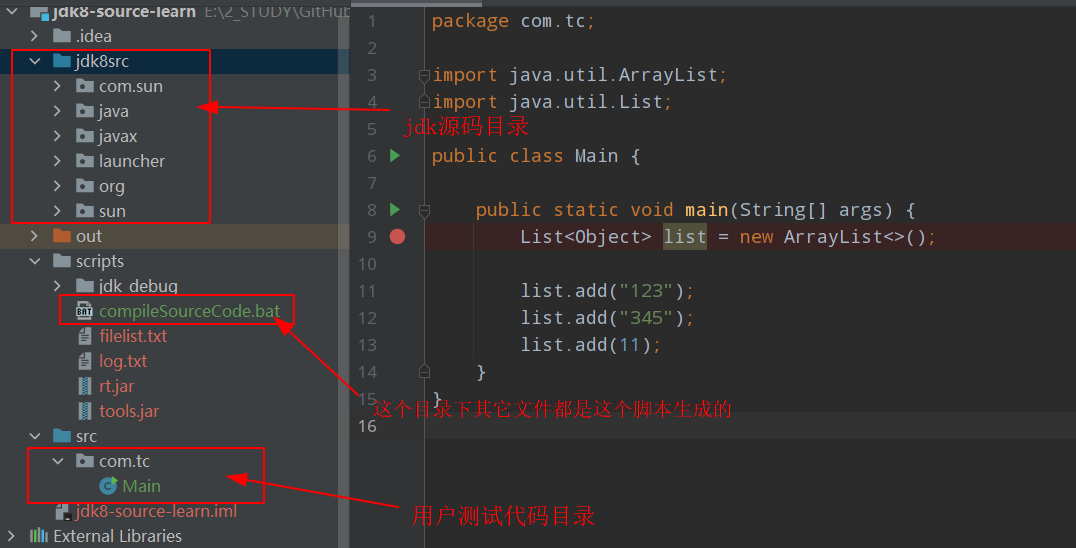 jdk8-source-learn E:\2_STUDY\GitHub
.idea
jdk8src
com.sun
java
javax
launcher
org
sun
out
scripts
jdk_debug
compileSourceCode.bat
filelist.txt
log.txt
rt.jar
tools.jar
src
com.tc
Main
jdk8-source-learn.iml
External Libraries
1 package com.tc;
2
3 import java.util.ArrayList;
4 import java.util.List;
5
6 public class Main {
7
8 public static void main(String[] args) {
9 List<Object> list = new ArrayList<>();
10
11 list.add("123");
12 list.add("345");
13 list.add(11);
14 }
15 }
16
jdk源码目录
这个目录下其它文件都是这个脚本生成的
用户测试代码目录